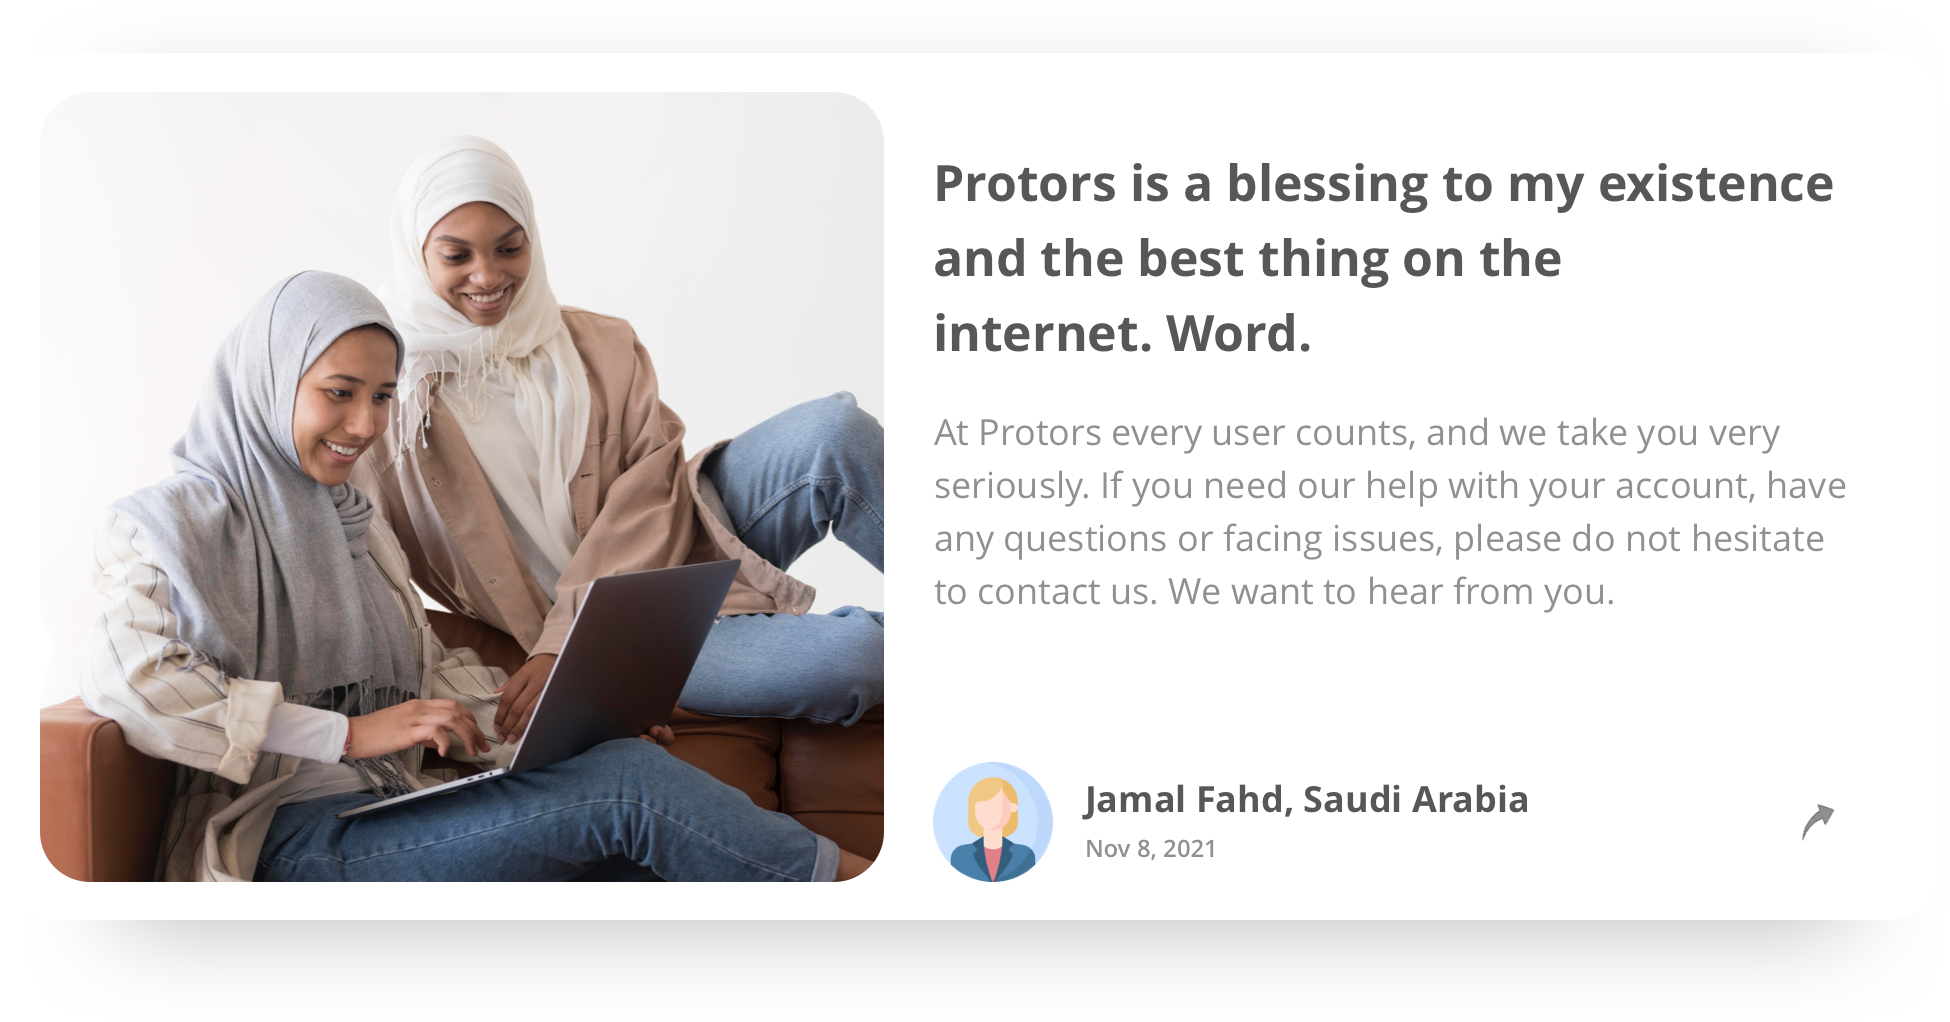 Protors is a blessing to my existence
and the best thing on the
internet. Word.
At Protors every user counts, and we take you very
seriously. If you need our help with your account, have
any questions or facing issues, please do not hesitate
to contact us. We want to hear from you.
Jamal Fahd, Saudi Arabia
Nov 8, 2021